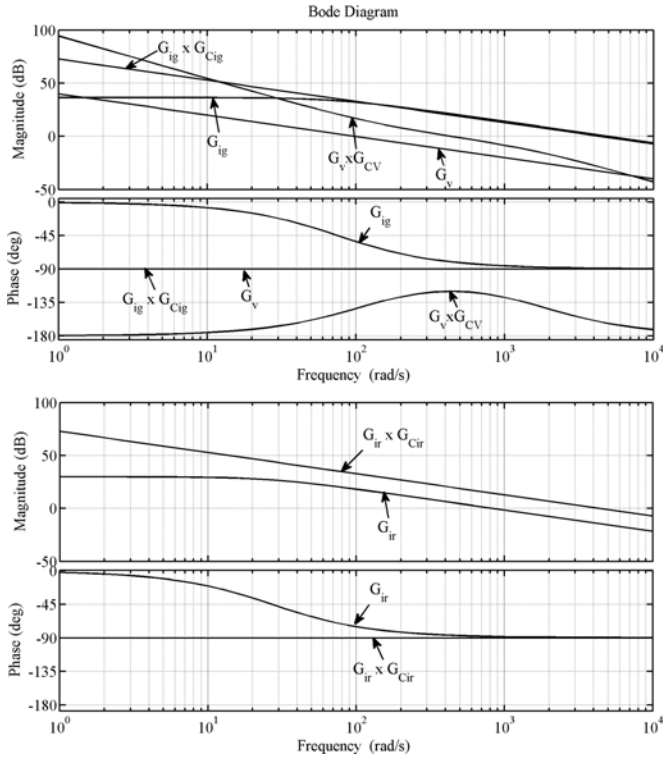 Bode Diagram
100
50
0
-50
Magnitude (dB)
G_ig x G_Cig
G_ig
G_v x G_CV
G_v
0
-45
-90
-135
-180
Phase (deg)
G_ig
G_ig x G_Cig
G_v
G_v x G_CV
10^0 10^1 10^2 10^3 10^4
Frequency (rad/s)
100
50
0
-50
Magnitude (dB)
G_ir x G_Cir
G_ir
0
-45
-90
-135
-180
Phase (deg)
G_ir
G_ir x G_Cir
10^0 10^1 10^2 10^3 10^4
Frequency (rad/s)